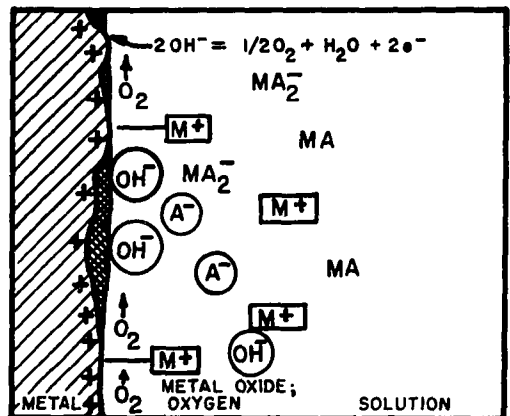 2OH⁻ = 1/2O₂ + H₂O + 2e⁻
O₂
MA₂⁻
M⁺
MA
OH⁻
MA₂⁻
A⁻
M⁺
OH⁻
A⁻
MA
O₂
M⁺
M⁺
OH⁻
O₂
METAL
METAL OXIDE;
OXYGEN
SOLUTION